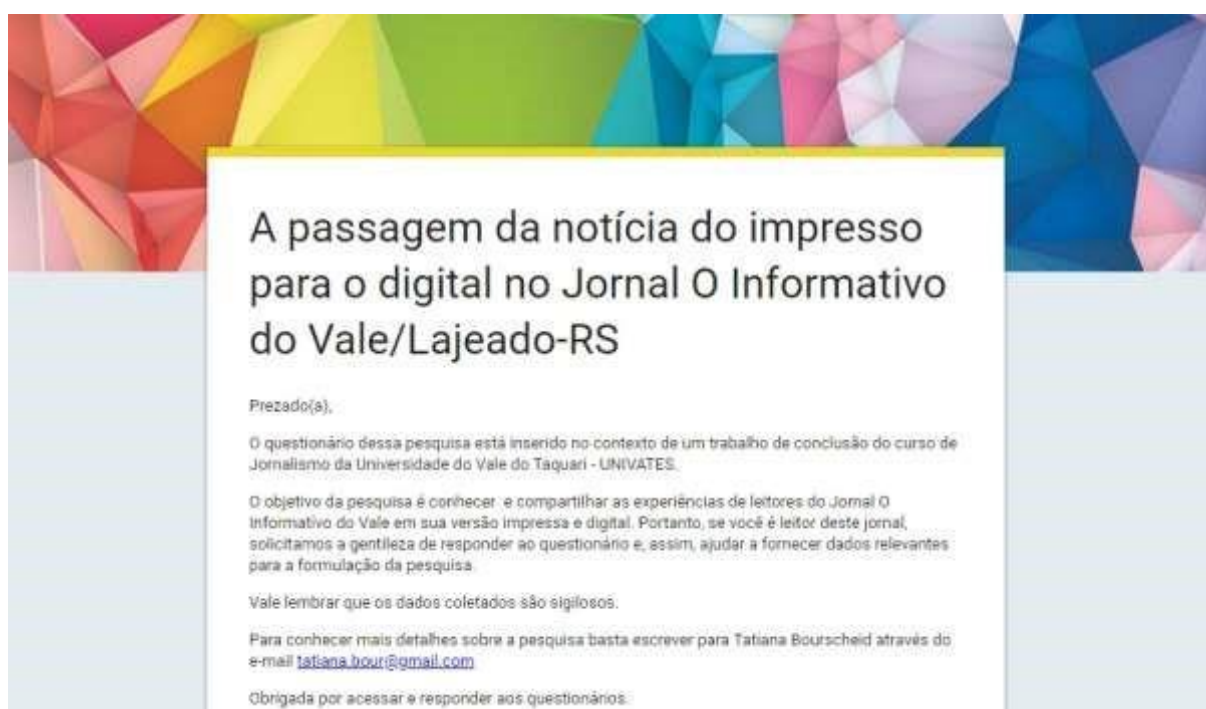 A passagem da notícia do impresso
para o digital no Jornal O Informativo
do Vale/Lajeado-RS
Prezado(a),
O questionário dessa pesquisa está inserido no contexto de um trabalho de conclusão do curso de
Jornalismo da Universidade do Vale do Taquari - UNIVATES.
O objetivo da pesquisa é conhecer e compartilhar as experiências de leitores do Jornal O
Informativo do Vale em sua versão impressa e digital. Portanto, se você é leitor deste jornal,
solicitamos a gentileza de responder ao questionário e, assim, ajudar a fornecer dados relevantes
para a formulação da pesquisa.
Vale lembrar que os dados coletados são sigilosos.
Para conhecer mais detalhes sobre a pesquisa basta escrever para Tatiana Bourscheid através do
e-mail tatiana.bour@gmail.com
Obrigada por acessar e responder aos questionários.